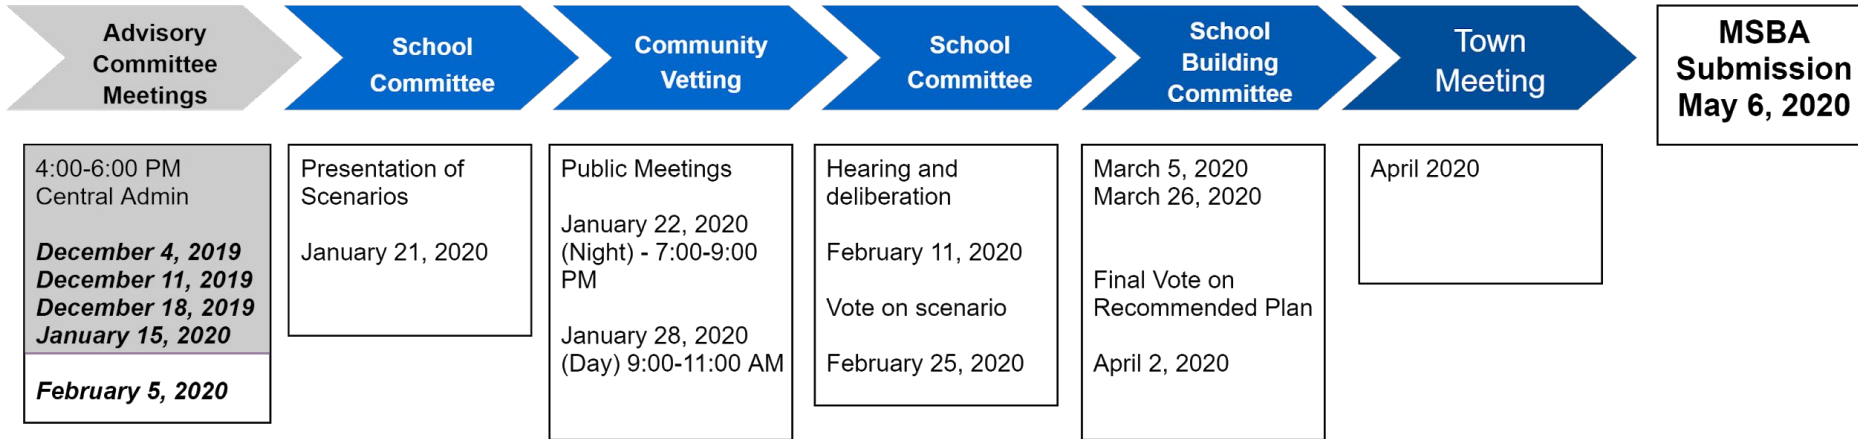 Advisory
Committee
Meetings
School
Committee
Community
Vetting
School
Committee
School
Building
Committee
Town
Meeting
MSBA
Submission
May 6, 2020
4:00-6:00 PM
Central Admin
December 4, 2019
December 11, 2019
December 18, 2019
January 15, 2020
February 5, 2020
Presentation of
Scenarios
January 21, 2020
Public Meetings
January 22, 2020
(Night) - 7:00-9:00
PM
January 28, 2020
(Day) 9:00-11:00 AM
Hearing and
deliberation
February 11, 2020
Vote on scenario
February 25, 2020
March 5, 2020
March 26, 2020
Final Vote on
Recommended Plan
April 2, 2020
April 2020